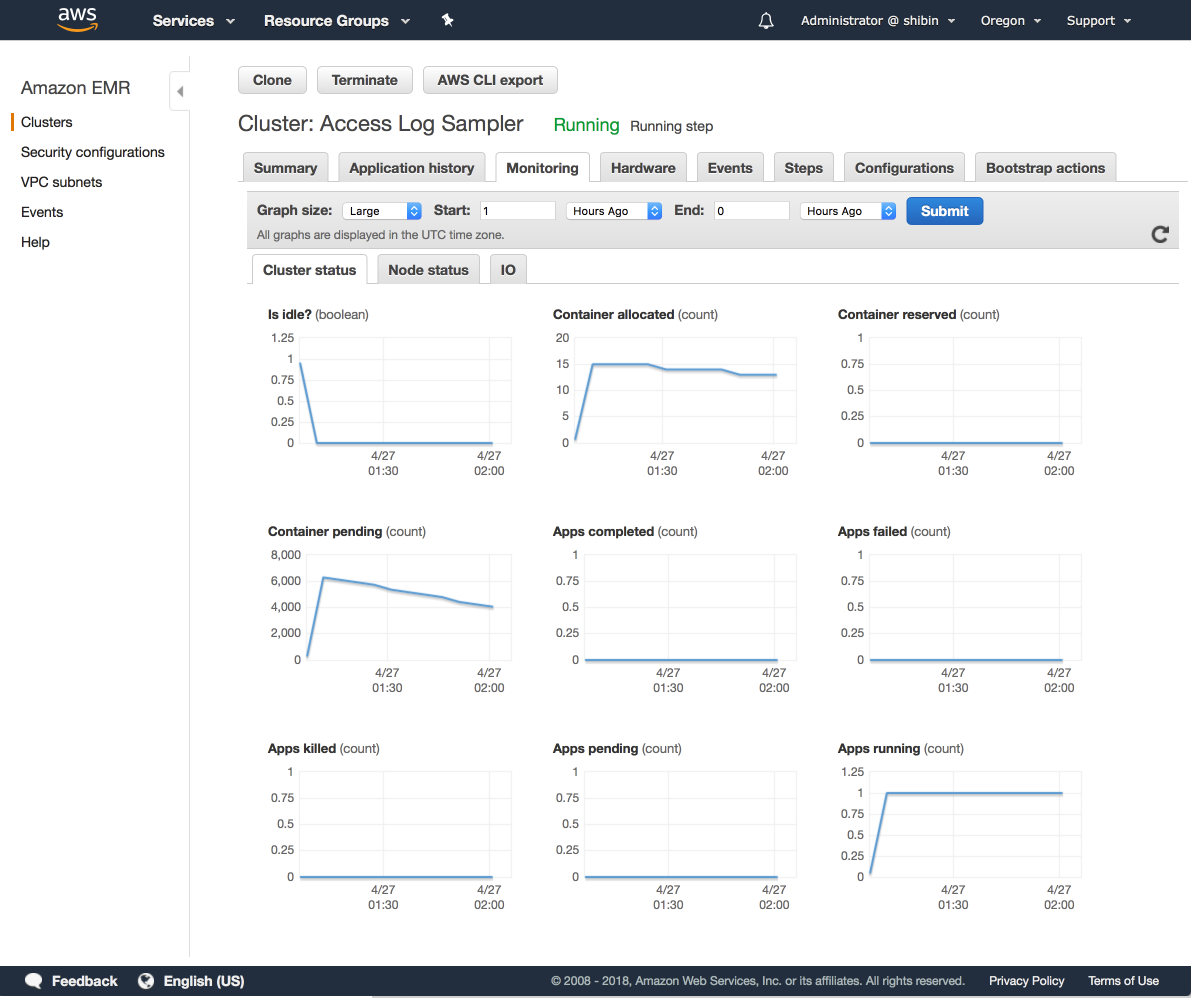 aws Services Resource Groups Administrator @ shibin Oregon Support
Amazon EMR
Clusters
Security configurations
VPC subnets
Events
Help
Clone Terminate AWS CLI export
Cluster: Access Log Sampler Running Running step
Summary Application history Monitoring Hardware Events Steps Configurations Bootstrap actions
Graph size: Large Start: 1 Hours Ago End: 0 Hours Ago Submit
All graphs are displayed in the UTC time zone.
Cluster status Node status IO
Is idle? (boolean)
1.25
1
0.75
0.5
0.25
0
4/27 4/27
01:30 02:00
Container allocated (count)
20
15
10
5
0
4/27 4/27
01:30 02:00
Container reserved (count)
1
0.75
0.5
0.25
0
4/27 4/27
01:30 02:00
Container pending (count)
8,000
6,000
4,000
2,000
0
4/27 4/27
01:30 02:00
Apps completed (count)
1
0.75
0.5
0.25
0
4/27 4/27
01:30 02:00
Apps failed (count)
1
0.75
0.5
0.25
0
4/27 4/27
01:30 02:00
Apps killed (count)
1
0.75
0.5
0.25
0
4/27 4/27
01:30 02:00
Apps pending (count)
1
0.75
0.5
0.25
0
4/27 4/27
01:30 02:00
Apps running (count)
1.25
1
0.75
0.5
0.25
0
4/27 4/27
01:30 02:00
Feedback English (US) © 2008 - 2018, Amazon Web Services, Inc. or its affiliates. All rights reserved. Privacy Policy Terms of Use